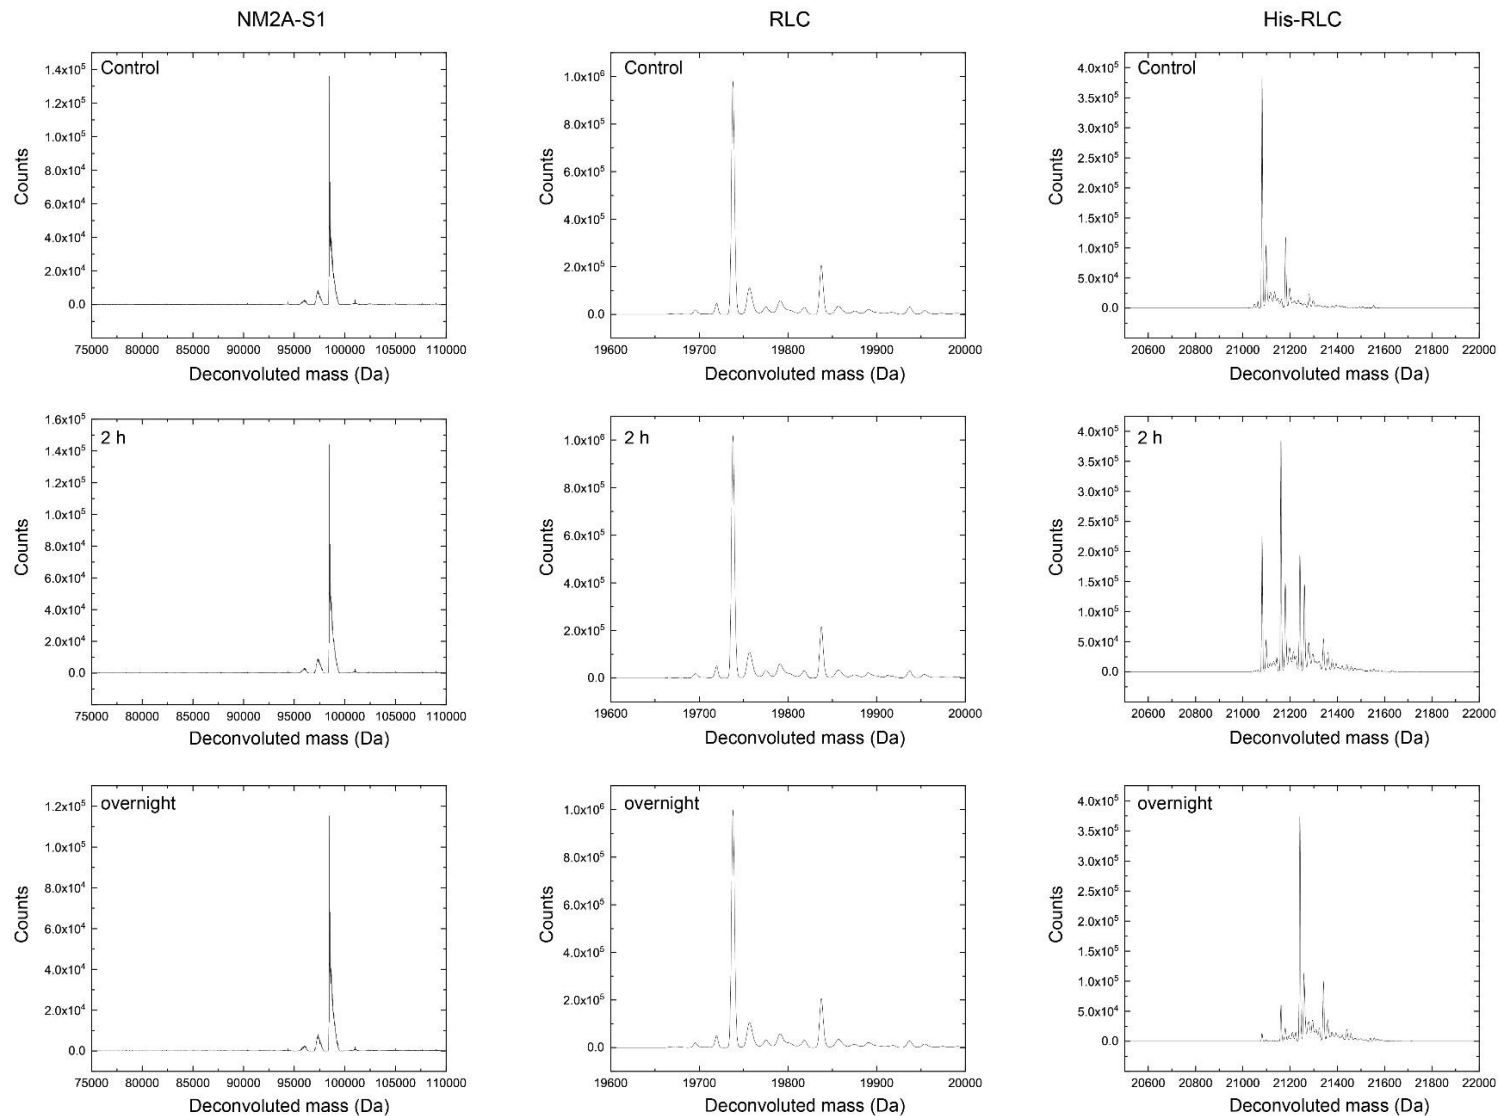 NM2A-S1
RLC
His-RLC
Control
1.4x10⁵
1.2x10⁵
1.0x10⁵
8.0x10⁴
6.0x10⁴
4.0x10⁴
2.0x10⁴
0.0
Counts
75000 80000 85000 90000 95000 100000 105000 110000
Deconvoluted mass (Da)
Control
1.0x10⁶
8.0x10⁵
6.0x10⁵
4.0x10⁵
2.0x10⁵
0.0
Counts
19600 19700 19800 19900 20000
Deconvoluted mass (Da)
Control
4.0x10⁵
3.5x10⁵
3.0x10⁵
2.5x10⁵
2.0x10⁵
1.5x10⁵
1.0x10⁵
5.0x10⁴
0.0
Counts
20600 20800 21000 21200 21400 21600 21800 22000
Deconvoluted mass (Da)
2 h
1.6x10⁵
1.4x10⁵
1.2x10⁵
1.0x10⁵
8.0x10⁴
6.0x10⁴
4.0x10⁴
2.0x10⁴
0.0
Counts
75000 80000 85000 90000 95000 100000 105000 110000
Deconvoluted mass (Da)
2 h
1.0x10⁶
8.0x10⁵
6.0x10⁵
4.0x10⁵
2.0x10⁵
0.0
Counts
19600 19700 19800 19900 20000
Deconvoluted mass (Da)
2 h
4.0x10⁵
3.5x10⁵
3.0x10⁵
2.5x10⁵
2.0x10⁵
1.5x10⁵
1.0x10⁵
5.0x10⁴
0.0
Counts
20600 20800 21000 21200 21400 21600 21800 22000
Deconvoluted mass (Da)
overnight
1.2x10⁵
1.0x10⁵
8.0x10⁴
6.0x10⁴
4.0x10⁴
2.0x10⁴
0.0
Counts
75000 80000 85000 90000 95000 100000 105000 110000
Deconvoluted mass (Da)
overnight
1.0x10⁶
8.0x10⁵
6.0x10⁵
4.0x10⁵
2.0x10⁵
0.0
Counts
19600 19700 19800 19900 20000
Deconvoluted mass (Da)
overnight
4.0x10⁵
3.5x10⁵
3.0x10⁵
2.5x10⁵
2.0x10⁵
1.5x10⁵
1.0x10⁵
5.0x10⁴
0.0
Counts
20600 20800 21000 21200 21400 21600 21800 22000
Deconvoluted mass (Da)